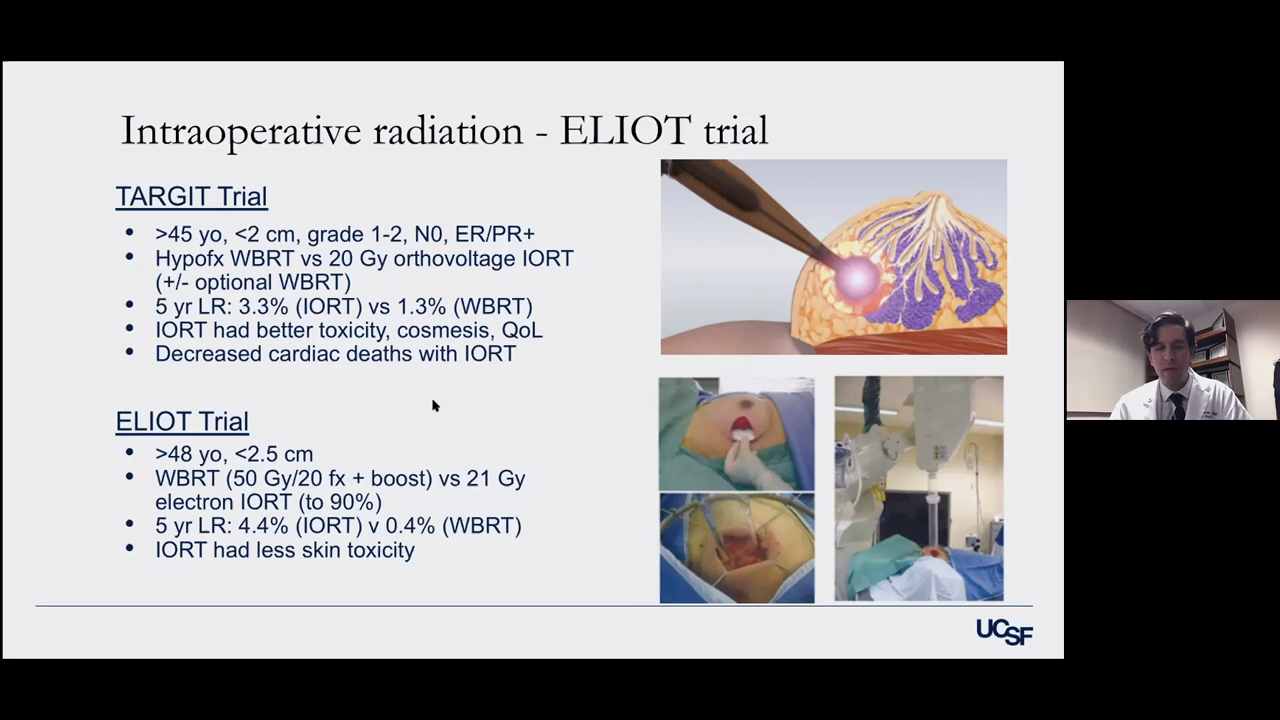 Intraoperative radiation - ELIOT trial
TARGIT Trial
• >45 yo, <2 cm, grade 1-2, N0, ER/PR+
• Hypofx WBRT vs 20 Gy orthovoltage IORT
(+/- optional WBRT)
• 5 yr LR: 3.3% (IORT) vs 1.3% (WBRT)
• IORT had better toxicity, cosmesis, QoL
• Decreased cardiac deaths with IORT
ELIOT Trial
• >48 yo, <2.5 cm
• WBRT (50 Gy/20 fx + boost) vs 21 Gy
electron IORT (to 90%)
• 5 yr LR: 4.4% (IORT) v 0.4% (WBRT)
• IORT had less skin toxicity
UCSF